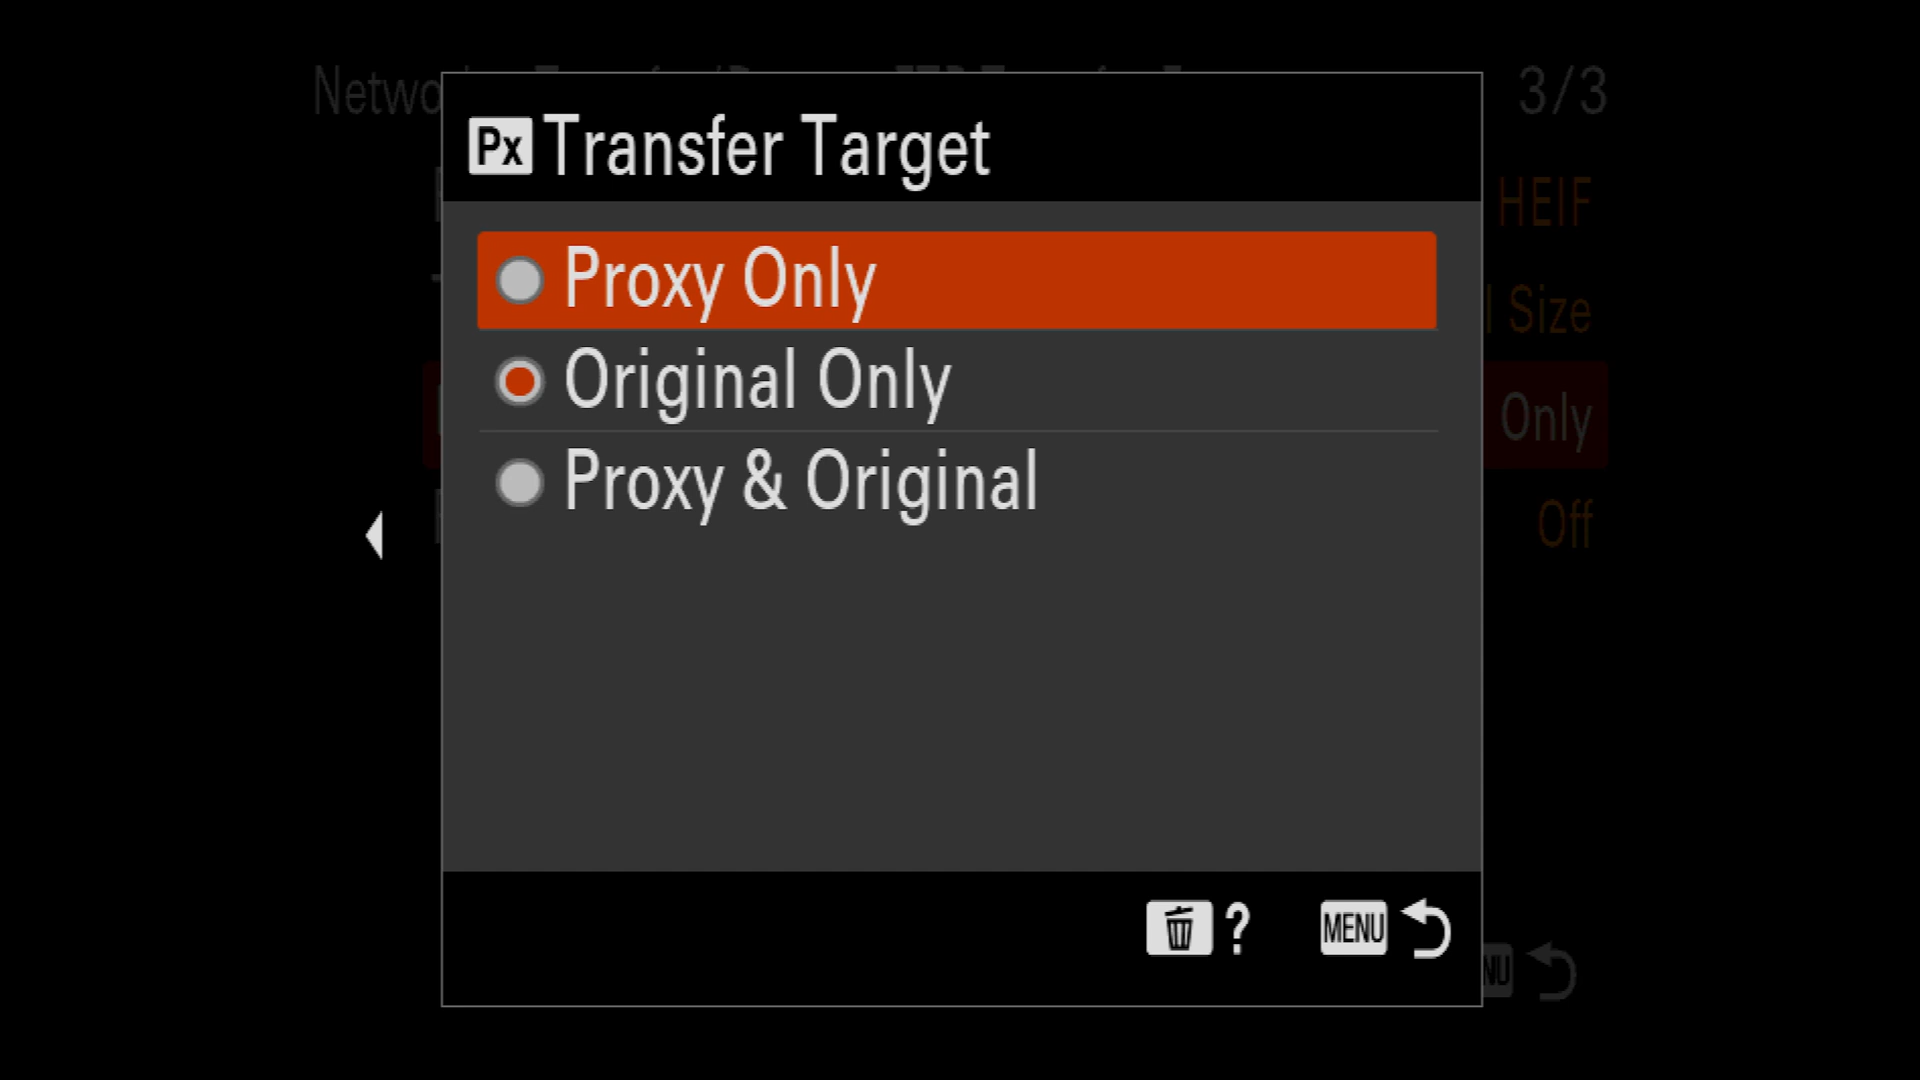 3/3
Px Transfer Target
HEIF
Proxy Only
Size
Original Only
Only
Proxy & Original
Off
?
MENU